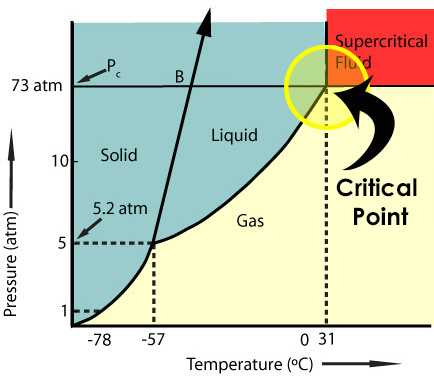 P c
73 atm
B
Supercritical
Fluid
Solid
Liquid
10
5.2 atm
Gas
Critical
Point
5
1
-78
-57
0
31
Pressure (atm)
Temperature (ºC)